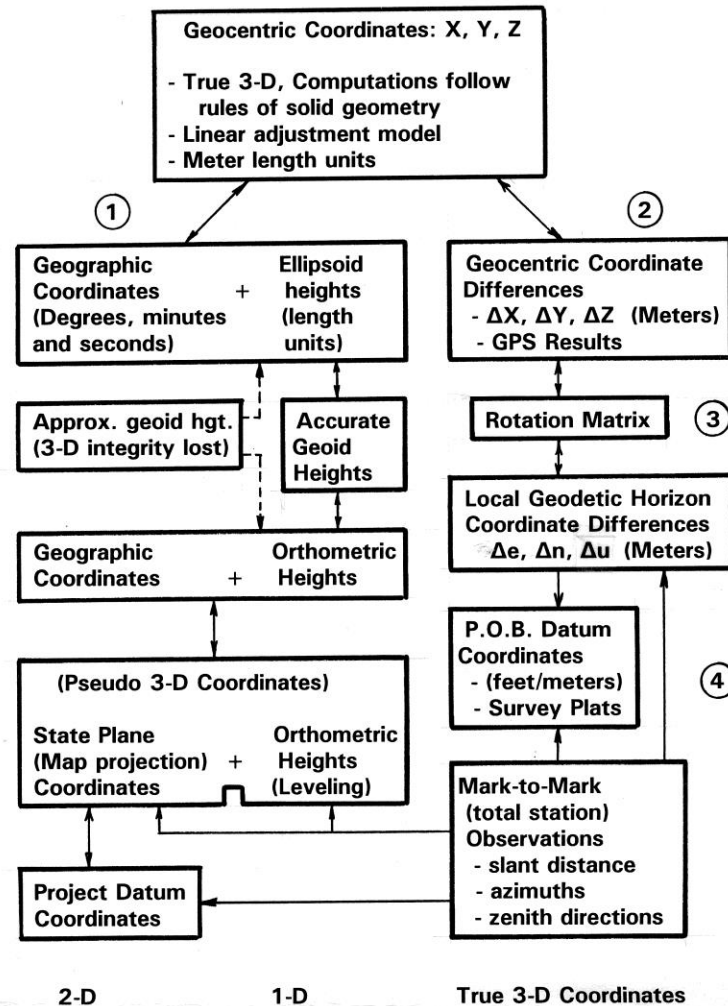 Geocentric Coordinates: X, Y, Z
- True 3-D, Computations follow
rules of solid geometry
- Linear adjustment model
- Meter length units
1
2
Geographic
Coordinates
(Degrees, minutes
and seconds)
+
Ellipsoid
heights
(length
units)
Geocentric Coordinate
Differences
- ΔX, ΔY, ΔZ (Meters)
- GPS Results
Approx. geoid hgt.
(3-D integrity lost)
Accurate
Geoid
Heights
Rotation Matrix
3
Local Geodetic Horizon
Coordinate Differences
Δe, Δn, Δu (Meters)
Geographic
Coordinates
+
Orthometric
Heights
P.O.B. Datum
Coordinates
- (feet/meters)
- Survey Plats
4
(Pseudo 3-D Coordinates)
State Plane
(Map projection)
Coordinates
+
Orthometric
Heights
(Leveling)
Mark-to-Mark
(total station)
Observations
- slant distance
- azimuths
- zenith directions
Project Datum
Coordinates
2-D
1-D
True 3-D Coordinates